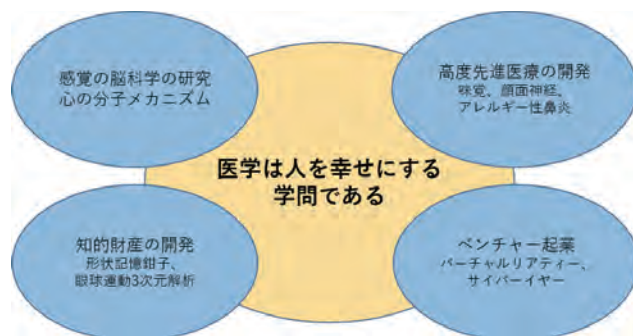 感覚の脳科学の研究
心の分子メカニズム
高度先進医療の開発
味覚、顔面神経、
アレルギー性鼻炎
医学は人を幸せにする
学問である
知的財産の開発
形状記憶鉗子、
眼球運動3次元解析
ベンチャー起業
バーチャルリアティー、
サイバーイヤー